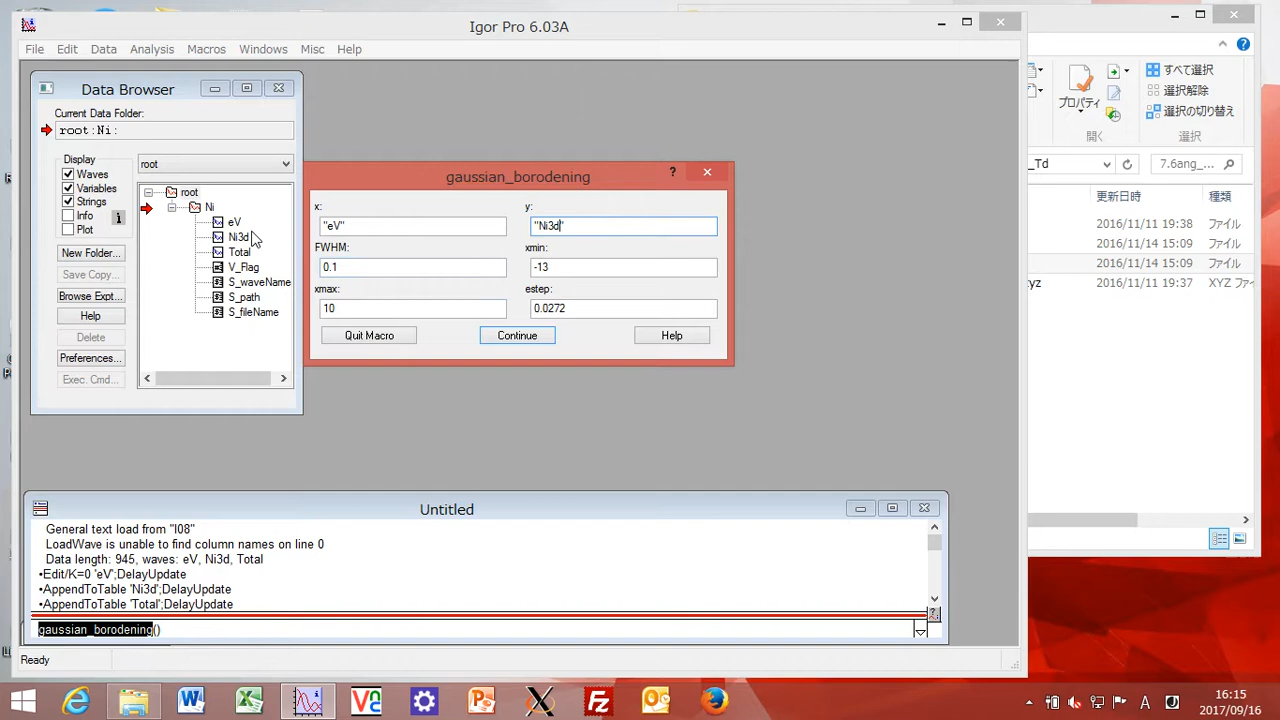 Igor Pro 6.03A
File Edit Data Analysis Macros Windows Misc Help
Data Browser
Current Data Folder:
root:Ni:
Display
Waves
Variables
Strings
Info
Plot
New Folder...
Save Copy...
Browse Expt...
Help
Delete
Preferences...
Exec. Cmd...
root
root
Ni
eV
Ni3d
Total
V_Flag
S_waveName
S_path
S_fileName
gaussian_borodening
?
x:
y:
"eV"
"Ni3d"
FWHM:
xmin:
0.1
-13
xmax:
estep:
10
0.0272
Quit Macro
Continue
Help
Untitled
General text load from "I08"
LoadWave is unable to find column names on line 0
Data length: 945, waves: eV, Ni3d, Total
•Edit/K=0 'eV';DelayUpdate
•AppendToTable 'Ni3d';DelayUpdate
•AppendToTable 'Total';DelayUpdate
gaussian_borodening()
Ready
プロパティ
開く
すべて選択
選択解除
選択の切り替え
選択
_Td
7.6ang_...
更新日時
種類
2016/11/11 19:38
ファイル
2016/11/14 15:09
ファイル
2016/11/14 15:09
ファイル
yz
2016/11/11 19:37
XYZ ファイ
A
16:15
2017/09/16